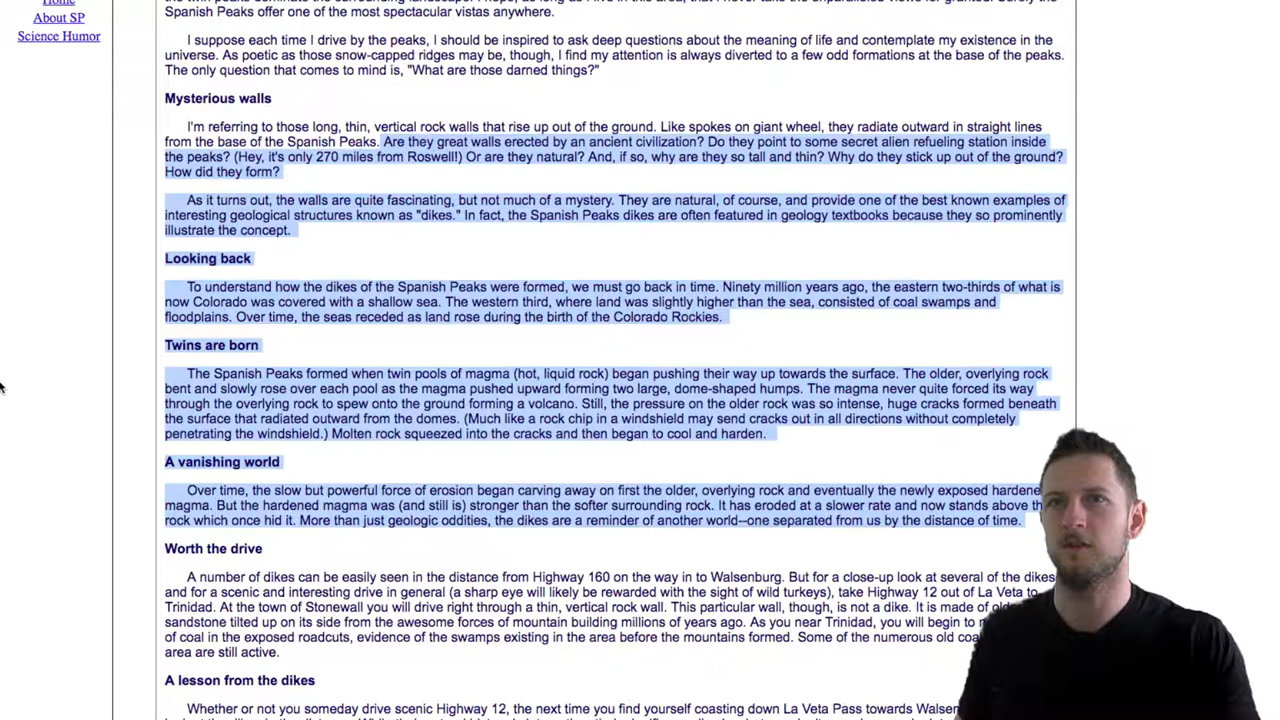 Home
About SP
Science Humor
Spanish Peaks offer one of the most spectacular vistas anywhere.
I suppose each time I drive by the peaks, I should be inspired to ask deep questions about the meaning of life and contemplate my existence in the
universe. As poetic as those snow-capped ridges may be, though, I find my attention is always diverted to a few odd formations at the base of the peaks.
The only question that comes to mind is, "What are those darned things?"
Mysterious walls
I'm referring to those long, thin, vertical rock walls that rise up out of the ground. Like spokes on giant wheel, they radiate outward in straight lines
from the base of the Spanish Peaks. Are they great walls erected by an ancient civilization? Do they point to some secret alien refueling station inside
the peaks? (Hey, it's only 270 miles from Roswell!) Or are they natural? And, if so, why are they so tall and thin? Why do they stick up out of the ground?
How did they form?
As it turns out, the walls are quite fascinating, but not much of a mystery. They are natural, of course, and provide one of the best known examples of
interesting geological structures known as "dikes." In fact, the Spanish Peaks dikes are often featured in geology textbooks because they so prominently
illustrate the concept.
Looking back
To understand how the dikes of the Spanish Peaks were formed, we must go back in time. Ninety million years ago, the eastern two-thirds of what is
now Colorado was covered with a shallow sea. The western third, where land was slightly higher than the sea, consisted of coal swamps and
floodplains. Over time, the seas receded as land rose during the birth of the Colorado Rockies.
Twins are born
The Spanish Peaks formed when twin pools of magma (hot, liquid rock) began pushing their way up towards the surface. The older, overlying rock
bent and slowly rose over each pool as the magma pushed upward forming two large, dome-shaped humps. The magma never quite forced its way
through the overlying rock to spew onto the ground forming a volcano. Still, the pressure on the older rock was so intense, huge cracks formed beneath
the surface that radiated outward from the domes. (Much like a rock chip in a windshield may send cracks out in all directions without completely
penetrating the windshield.) Molten rock squeezed into the cracks and then began to cool and harden.
A vanishing world
Over time, the slow but powerful force of erosion began carving away on first the older, overlying rock and eventually the newly exposed
magma. But the hardened magma was (and still is) stronger than the softer surrounding rock. It has eroded at a slower rate and now stands above
rock which once hid it. More than just geologic oddities, the dikes are a reminder of another world--one separated from us by the distance of time.
Worth the drive
A number of dikes can be easily seen in the distance from Highway 160 on the way in to Walsenburg. But for a close-up look at several of the dikes
and for a scenic and interesting drive in general (a sharp eye will likely be rewarded with the sight of wild turkeys), take Highway 12 out of La Veta to
Trinidad. At the town of Stonewall you will drive right through a thin, vertical rock wall. This particular wall, though, is not a dike. It is made of
sandstone tilted up on its side from the awesome forces of mountain building millions of years ago. As you near Trinidad, you will begin to
of coal in the exposed roadcuts, evidence of the swamps existing in the area before the mountains formed. Some of the numerous old
area are still active.
A lesson from the dikes
Whether or not you someday drive scenic Highway 12, the next time you find yourself coasting down La Veta Pass towards